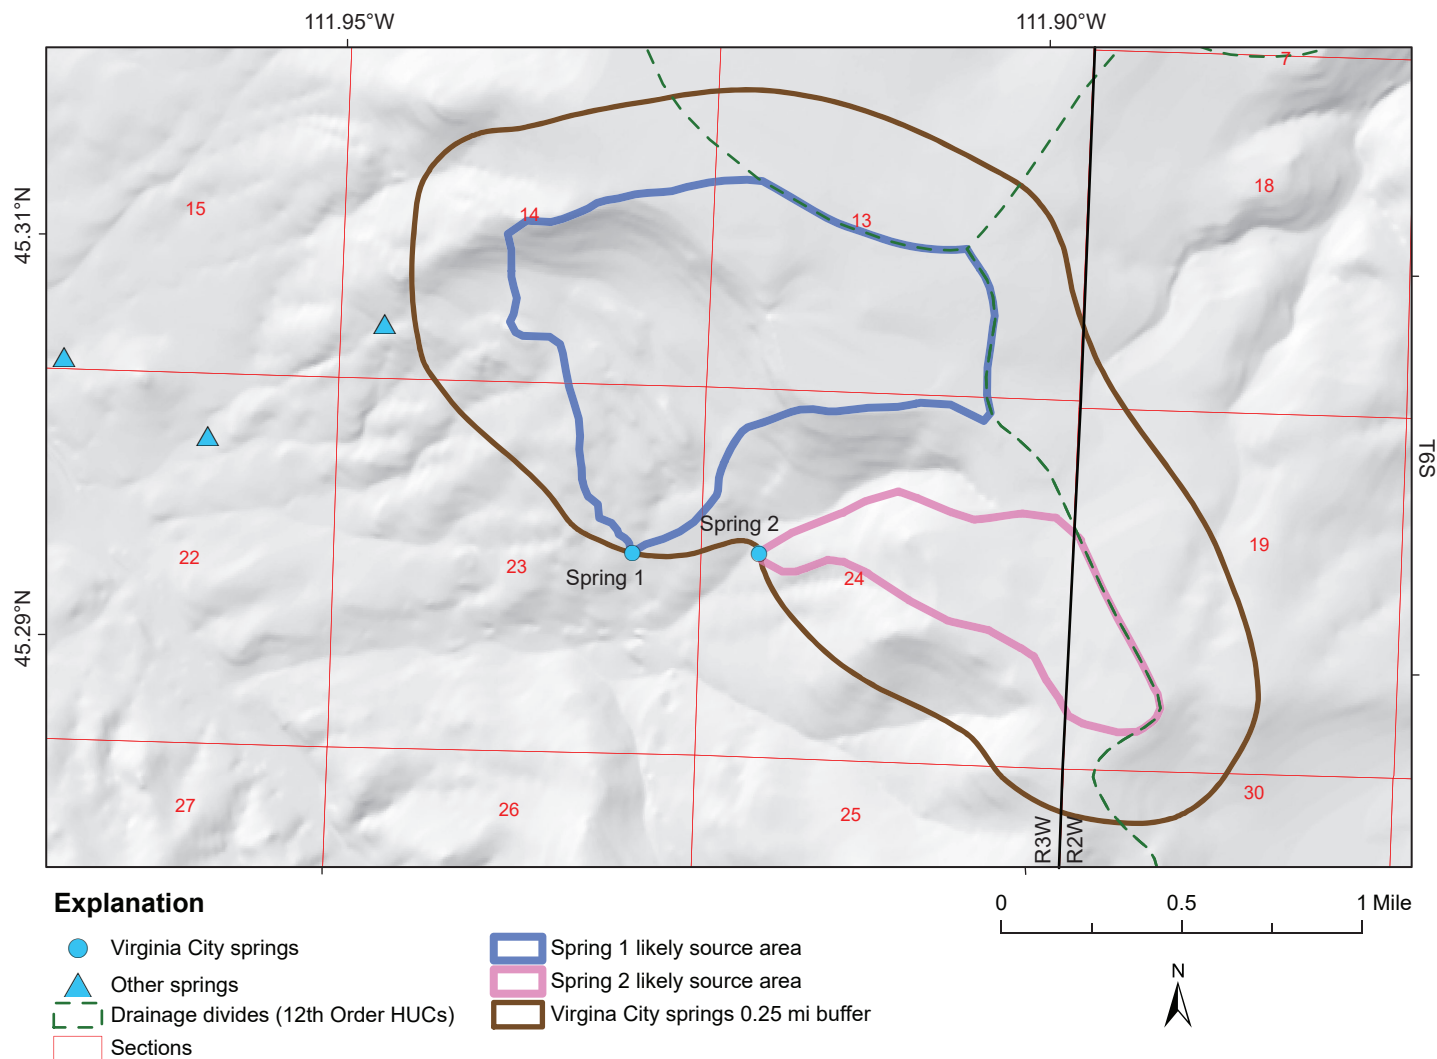 111.95°W
111.90°W
7
18
15
14
13
45.31°N
T6S
Spring 2
Spring 1
22
23
24
19
45.29°N
27
26
25
30
R3W
R2W
Explanation
0
0.5
1 Mile
Virginia City springs
Other springs
Drainage divides (12th Order HUCs)
Sections
Spring 1 likely source area
Spring 2 likely source area
Virgina City springs 0.25 mi buffer
N